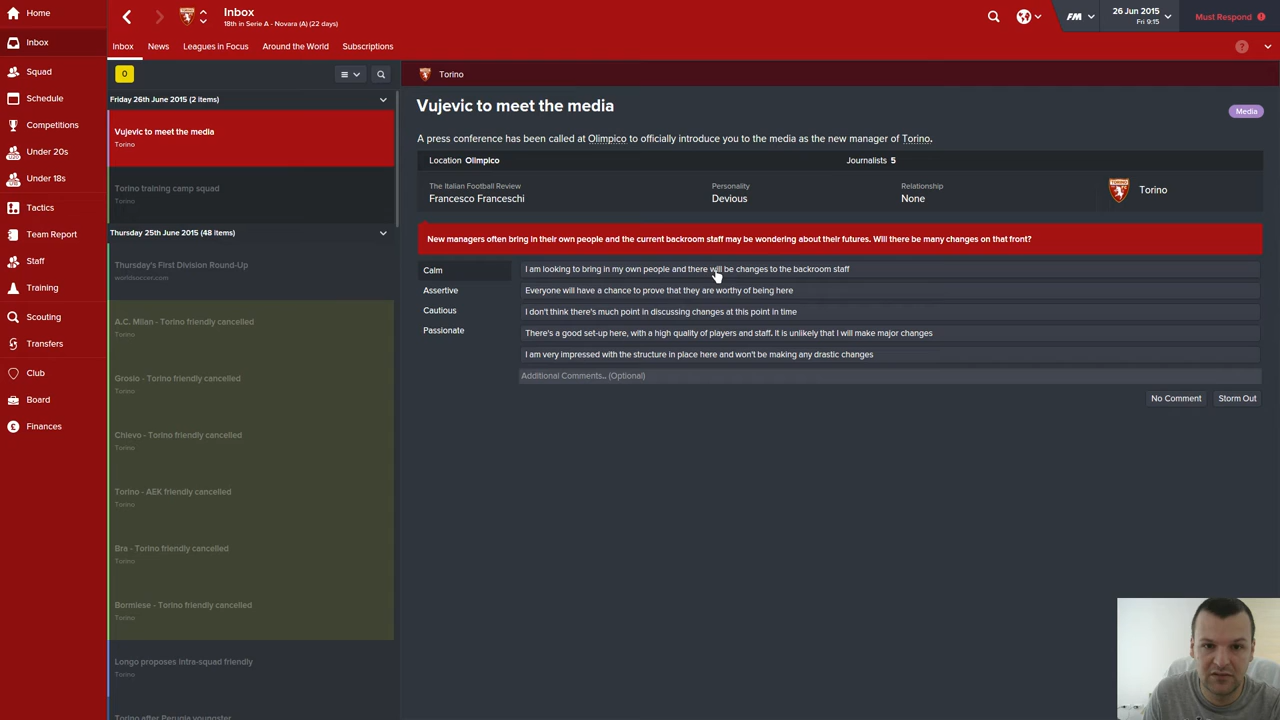 Home
Inbox
Squad
Schedule
Competitions
Under 20s
Under 18s
Tactics
Team Report
Staff
Training
Scouting
Transfers
Club
Board
Finances
Inbox
18th in Serie A - Novara (A) (22 days)
FM
26 Jun 2015
Fri 9:15
Must Respond
Inbox
News
Leagues in Focus
Around the World
Subscriptions
?
0
Friday 26th June 2015 (2 items)
Vujevic to meet the media
Torino
Torino training camp squad
Torino
Thursday 25th June 2015 (48 items)
Thursday's First Division Round-Up
worldsoccer.com
A.C. Milan - Torino friendly cancelled
Torino
Grosio - Torino friendly cancelled
Torino
Chievo - Torino friendly cancelled
Torino
Torino - AEK friendly cancelled
Torino
Bra - Torino friendly cancelled
Torino
Bormiese - Torino friendly cancelled
Torino
Longo proposes intra-squad friendly
Torino
Torino after Perugia youngster
Torino
Vujevic to meet the media
Media
A press conference has been called at Olimpico to officially introduce you to the media as the new manager of Torino.
Location Olimpico
Journalists 5
The Italian Football Review
Francesco Franceschi
Personality
Devious
Relationship
None
Torino
New managers often bring in their own people and the current backroom staff may be wondering about their futures. Will there be many changes on that front?
Calm
Assertive
Cautious
Passionate
I am looking to bring in my own people and there will be changes to the backroom staff
Everyone will have a chance to prove that they are worthy of being here
I don't think there's much point in discussing changes at this point in time
There's a good set-up here, with a high quality of players and staff. It is unlikely that I will make major changes
I am very impressed with the structure in place here and won't be making any drastic changes
Additional Comments.. (Optional)
No Comment
Storm Out